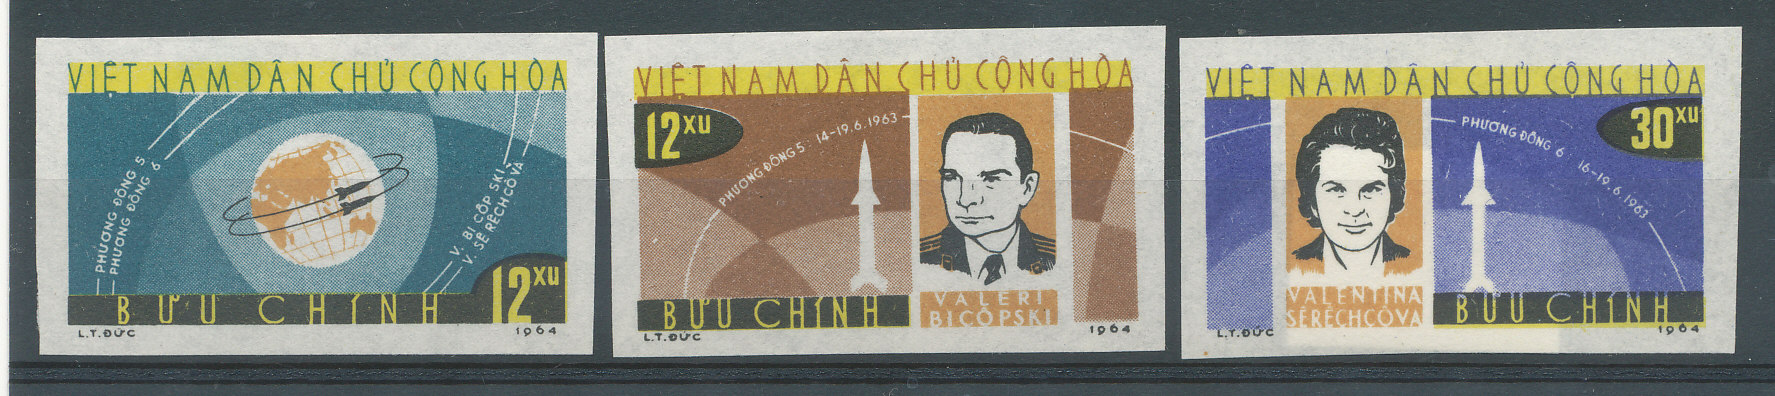 VIỆT NAM DÂN CHỦ CỘNG HÒA
PHƯƠNG ĐÔNG 5
PHƯƠNG ĐÔNG 6
V. BICÔPSKI
V. SÊRÊCHCÔVA
12XU
BƯU CHÍNH
L.T.ĐỨC
1964
VIỆT NAM DÂN CHỦ CỘNG HÒA
12XU
PHƯƠNG ĐÔNG 5 14-19.6.1963
VALERI
BICÔPSKI
BƯU CHÍNH
L.T.ĐỨC
1964
VIỆT NAM DÂN CHỦ CỘNG HÒA
30XU
PHƯƠNG ĐÔNG 6 16-19.6.1963
VALENTINA
SÊRÊCHCÔVA
BƯU CHÍNH
L.T.ĐỨC
1964